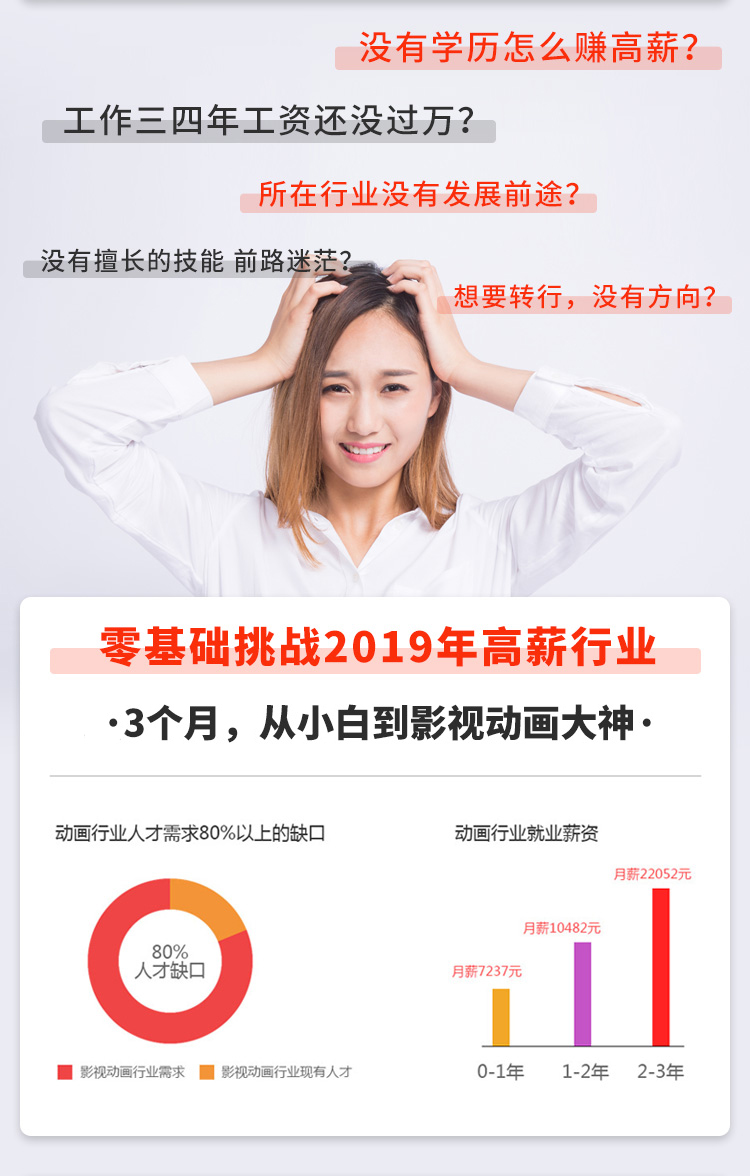 没有学历怎么赚高薪?
工作三四年工资还没过万?
所在行业没有发展前途?
没有擅长的技能 前路迷茫?
想要转行，没有方向?
零基础挑战2019年高薪行业
·3个月，从小白到影视动画大神·
动画行业人才需求80%以上的缺口
80%
人才缺口
影视动画行业需求
影视动画行业现有人才
动画行业就业薪资
月薪22052元
月薪10482元
月薪7237元
0-1年
1-2年
2-3年